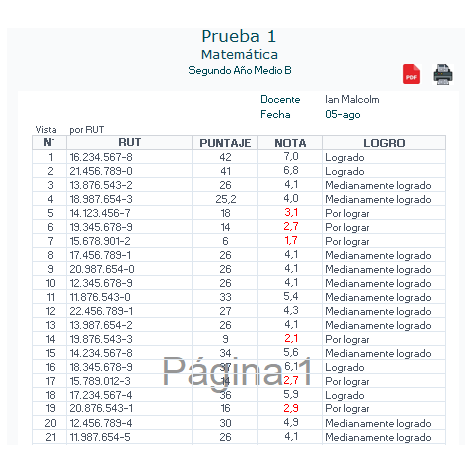 Prueba 1
Matemática
Segundo Año Medio B
PDF
Docente Ian Malcolm
Fecha 05-ago
Vista por RUT
N° RUT PUNTAJE NOTA LOGRO
1 16.234.567-8 42 7,0 Logrado
2 21.456.789-0 41 6,8 Logrado
3 13.876.543-2 26 4,1 Medianamente logrado
4 18.987.654-3 25,2 4,0 Medianamente logrado
5 14.123.456-7 18 3,1 Por lograr
6 19.345.678-9 14 2,7 Por lograr
7 15.678.901-2 6 1,7 Por lograr
8 17.456.789-1 26 4,1 Medianamente logrado
9 20.987.654-0 26 4,1 Medianamente logrado
10 12.345.678-9 26 4,1 Medianamente logrado
11 11.876.543-0 33 5,4 Medianamente logrado
12 22.456.789-1 27 4,3 Medianamente logrado
13 13.987.654-2 26 4,1 Medianamente logrado
14 19.876.543-3 9 2,1 Por lograr
15 14.234.567-8 34 5,6 Medianamente logrado
16 18.345.678-9 37 6,1 Logrado
17 15.789.012-3 14 2,7 Por lograr
18 17.234.567-4 36 5,9 Logrado
19 20.876.543-1 16 2,9 Por lograr
20 12.456.789-4 30 4,9 Medianamente logrado
21 11.987.654-5 26 4,1 Medianamente logrado
Página 1